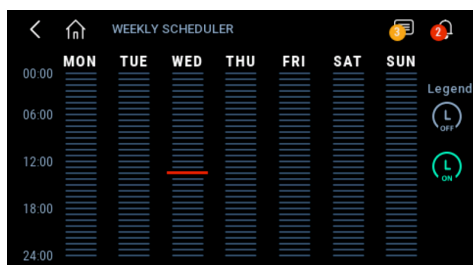 WEEKLY SCHEDULER
3
2
MON TUE WED THU FRI SAT SUN
00:00
Legend
06:00
L
OFF
12:00
L
ON
18:00
24:00